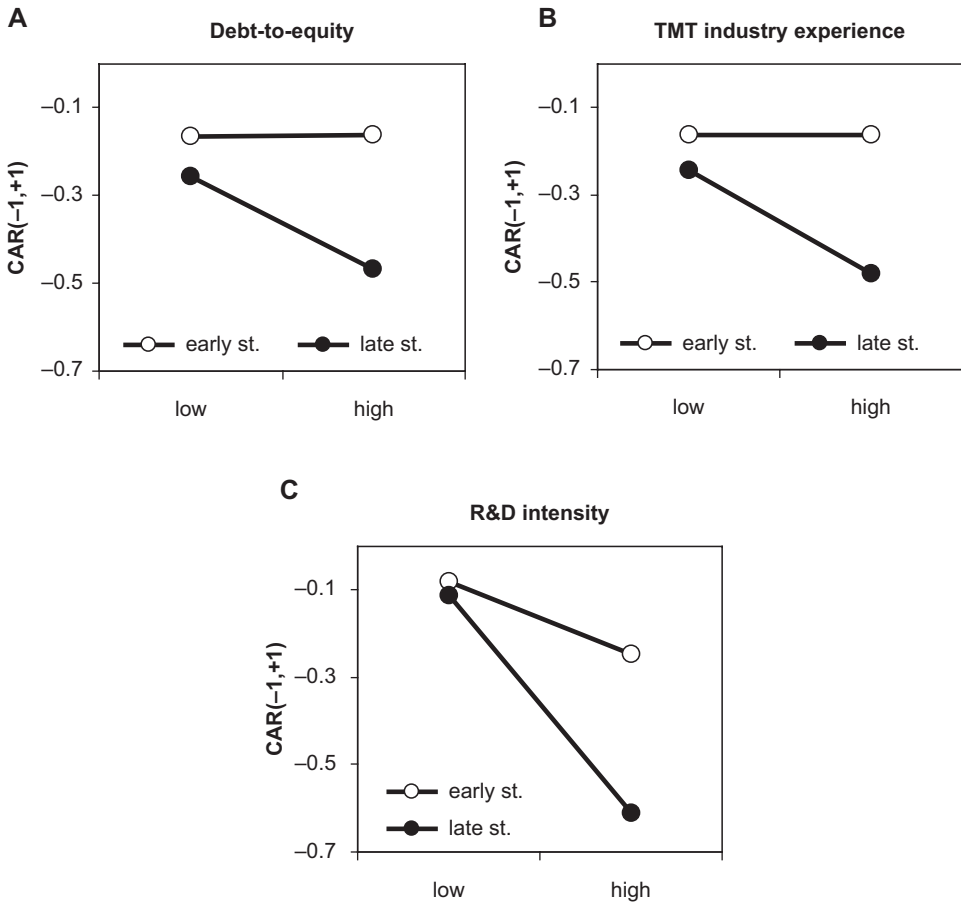 A
Debt-to-equity
CAR(–1,+1)
–0.1
–0.3
–0.5
–0.7
early st.
late st.
low
high
B
TMT industry experience
CAR(–1,+1)
–0.1
–0.3
–0.5
–0.7
early st.
late st.
low
high
C
R&D intensity
CAR(–1,+1)
–0.1
–0.3
–0.5
–0.7
early st.
late st.
low
high